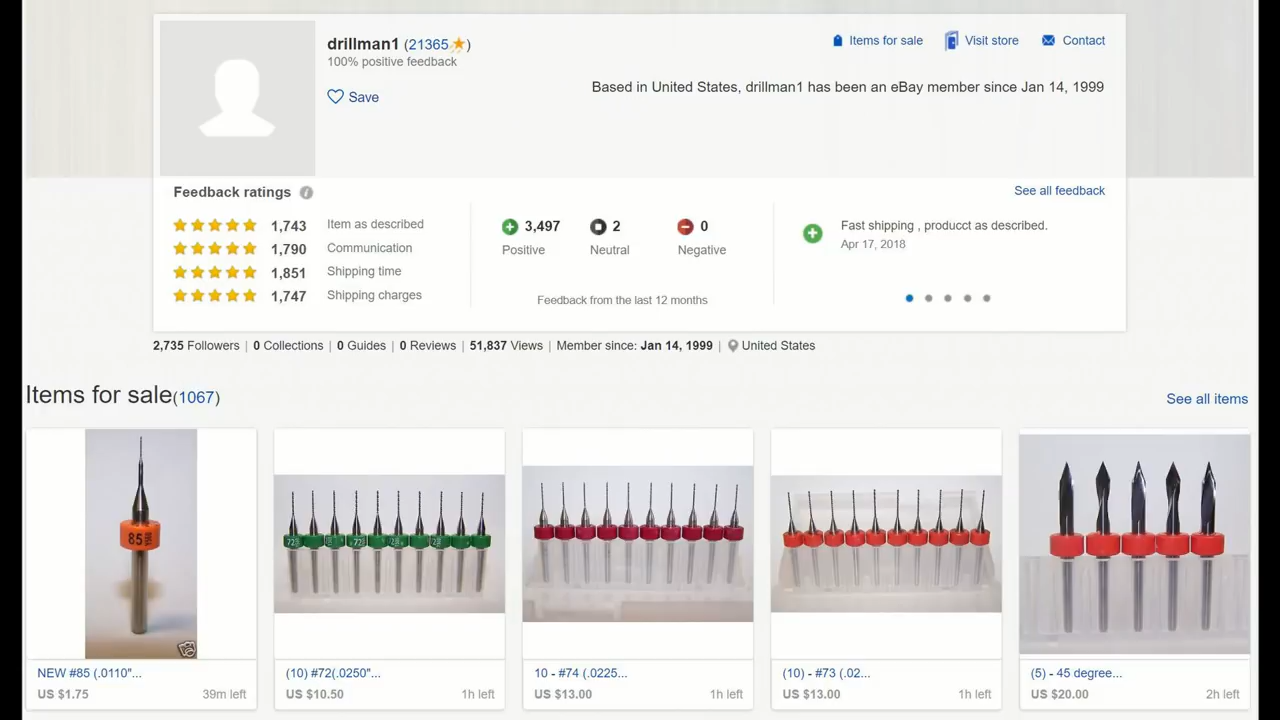 drillman1 (21365)
100% positive feedback
Save
Items for sale Visit store Contact
Based in United States, drillman1 has been an eBay member since Jan 14, 1999
Feedback ratings
See all feedback
1,743 Item as described
1,790 Communication
1,851 Shipping time
1,747 Shipping charges
3,497 2 0
Positive Neutral Negative
Feedback from the last 12 months
Fast shipping , producct as described.
Apr 17, 2018
2,735 Followers | 0 Collections | 0 Guides | 0 Reviews | 51,837 Views | Member since: Jan 14, 1999 | United States
Items for sale(1067)
See all items
85
72
72
NEW #85 (.0110"...
US $1.75 39m left
(10) #72(.0250"...
US $10.50 1h left
10 - #74 (.0225...
US $13.00 1h left
(10) - #73 (.02...
US $13.00 1h left
(5) - 45 degree...
US $20.00 2h left